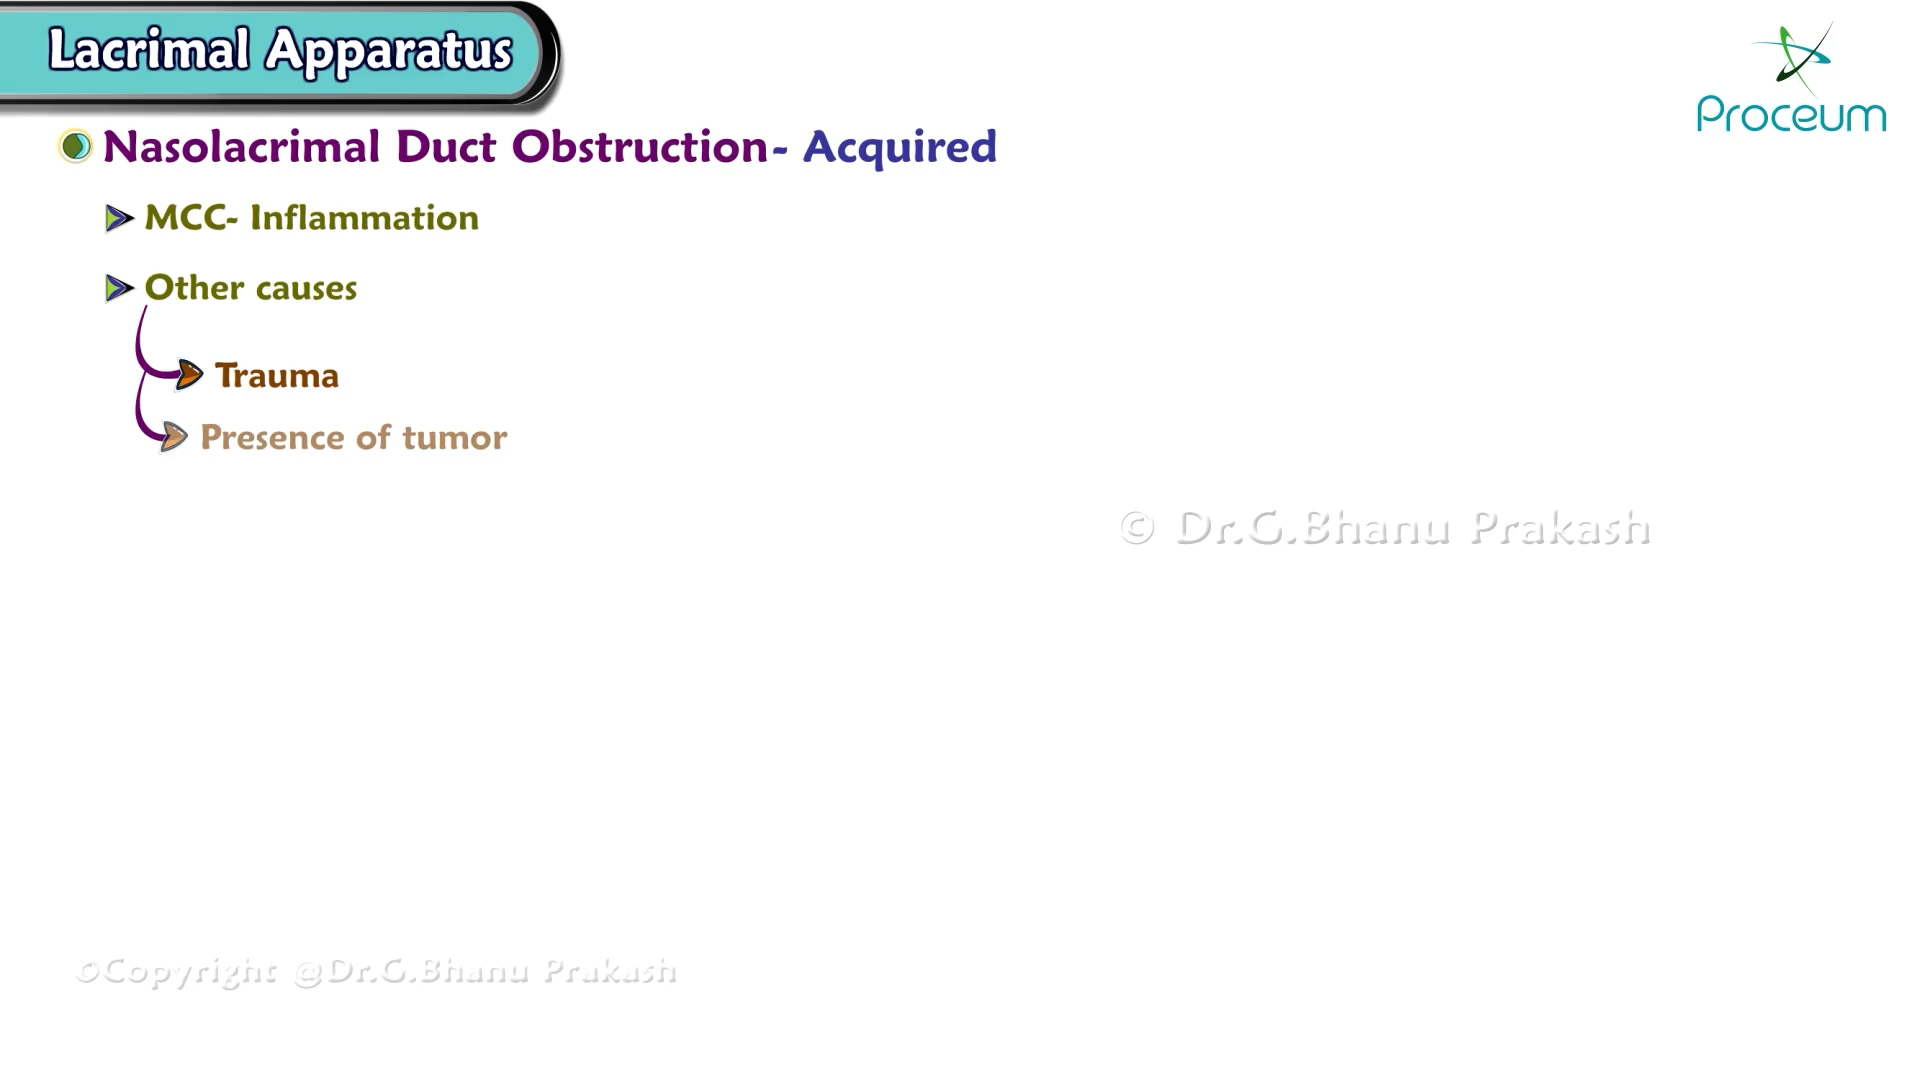 Lacrimal Apparatus
Proceum
Nasolacrimal Duct Obstruction- Acquired
MCC- Inflammation
Other causes
Trauma
Presence of tumor
© Dr.G.Bhanu Prakash
©Copyright @Dr.G.Bhanu Prakash